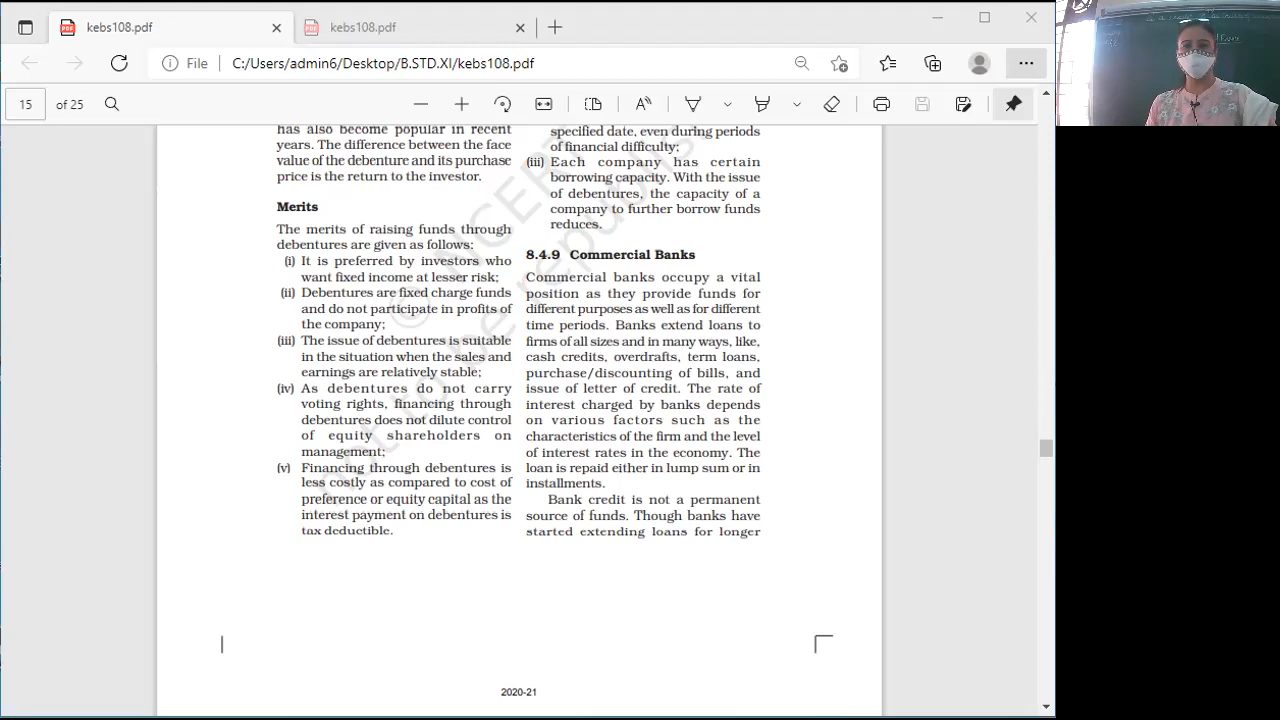 kebs108.pdf
kebs108.pdf
File
C:/Users/admin6/Desktop/B.STD.XI/kebs108.pdf
15 of 25
has also become popular in recent
years. The difference between the face
value of the debenture and its purchase
price is the return to the investor.
Merits
The merits of raising funds through
debentures are given as follows:
(i) It is preferred by investors who
want fixed income at lesser risk;
(ii) Debentures are fixed charge funds
and do not participate in profits of
the company;
(iii) The issue of debentures is suitable
in the situation when the sales and
earnings are relatively stable;
(iv) As debentures do not carry
voting rights, financing through
debentures does not dilute control
of equity shareholders on
management;
(v) Financing through debentures is
less costly as compared to cost of
preference or equity capital as the
interest payment on debentures is
tax deductible.
specified date, even during periods
of financial difficulty;
(iii) Each company has certain
borrowing capacity. With the issue
of debentures, the capacity of a
company to further borrow funds
reduces.
8.4.9 Commercial Banks
Commercial banks occupy a vital
position as they provide funds for
different purposes as well as for different
time periods. Banks extend loans to
firms of all sizes and in many ways, like,
cash credits, overdrafts, term loans,
purchase/discounting of bills, and
issue of letter of credit. The rate of
interest charged by banks depends
on various factors such as the
characteristics of the firm and the level
of interest rates in the economy. The
loan is repaid either in lump sum or in
installments.
Bank credit is not a permanent
source of funds. Though banks have
started extending loans for longer
© NCERT
not to be republis
2020-21